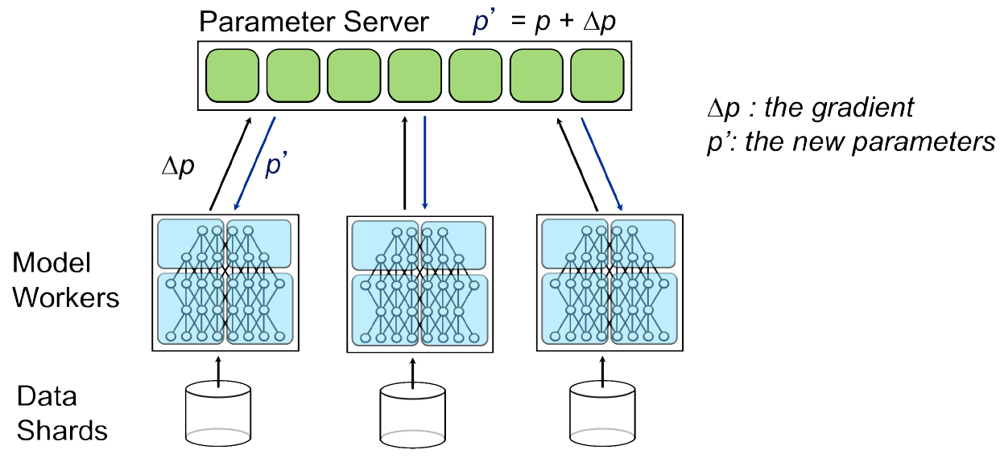 Parameter Server p’ = p + Δp
Δp : the gradient
p’: the new parameters
Δp p’
Model
Workers
Data
Shards